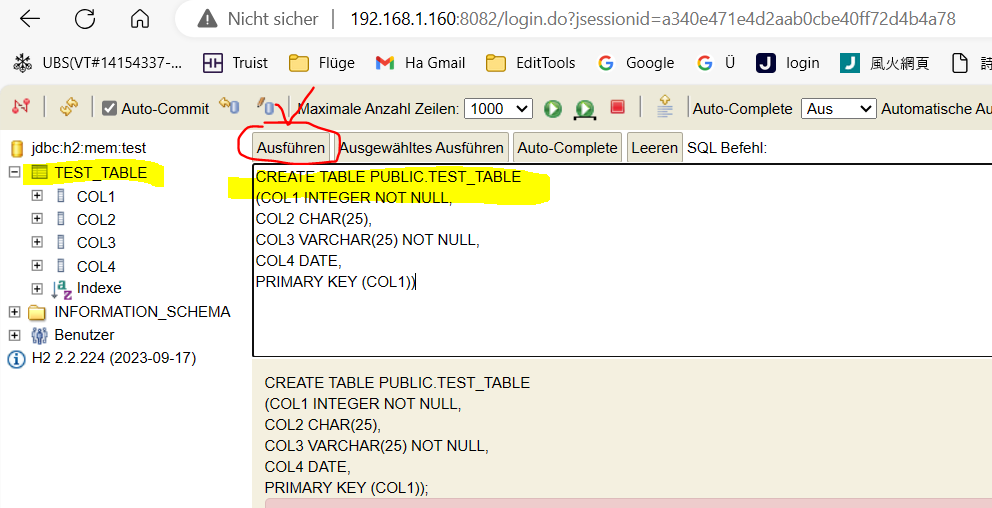 Nicht sicher 192.168.1.160:8082/login.do?jsessionid=a340e471e4d2aab0cbe40ff72d4b4a78
UBS(VT#14154337-... Truist Flüge Ha Gmail EditTools Google Ü login 風火網頁 詩
Auto-Commit Maximale Anzahl Zeilen: 1000 Auto-Complete Aus Automatische Au
jdbc:h2:mem:test
TEST_TABLE
COL1
COL2
COL3
COL4
Indexe
INFORMATION_SCHEMA
Benutzer
H2 2.2.224 (2023-09-17)
Ausführen Ausgewähltes Ausführen Auto-Complete Leeren SQL Befehl:
CREATE TABLE PUBLIC.TEST_TABLE
(COL1 INTEGER NOT NULL,
COL2 CHAR(25),
COL3 VARCHAR(25) NOT NULL,
COL4 DATE,
PRIMARY KEY (COL1))
CREATE TABLE PUBLIC.TEST_TABLE
(COL1 INTEGER NOT NULL,
COL2 CHAR(25),
COL3 VARCHAR(25) NOT NULL,
COL4 DATE,
PRIMARY KEY (COL1));